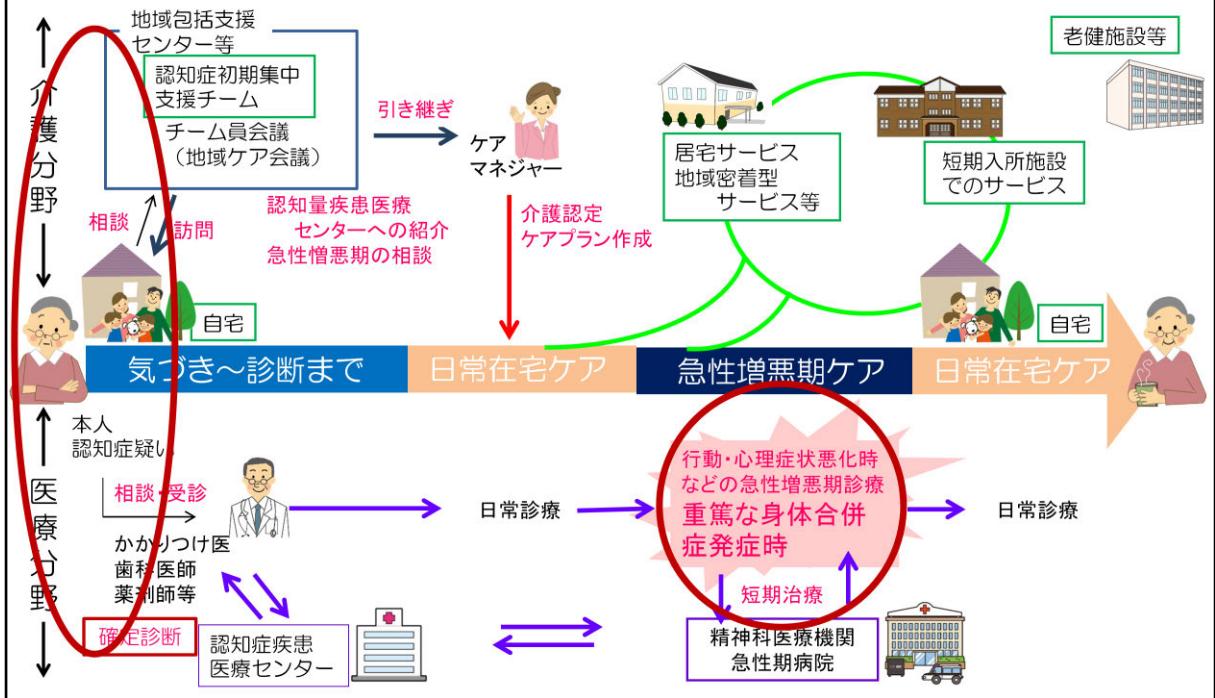 介護分野
地域包括支援
センター等
認知症初期集中
支援チーム
チーム員会議
（地域ケア会議）
引き継ぎ
ケア
マネジャー
相談
訪問
認知量疾患医療
センターへの紹介
急性憎悪期の相談
介護認定
ケアプラン作成
居宅サービス
地域密着型
サービス等
短期入所施設
でのサービス
老健施設等
自宅
自宅
気づき～診断まで
日常在宅ケア
急性増悪期ケア
日常在宅ケア
医療分野
本人
認知症疑い
相談・受診
かかりつけ医
歯科医師
薬剤師等
確定診断
認知症疾患
医療センター
日常診療
行動・心理症状悪化時
などの急性増悪期診療
重篤な身体合併
症発症時
短期治療
精神科医療機関
急性期病院
日常診療